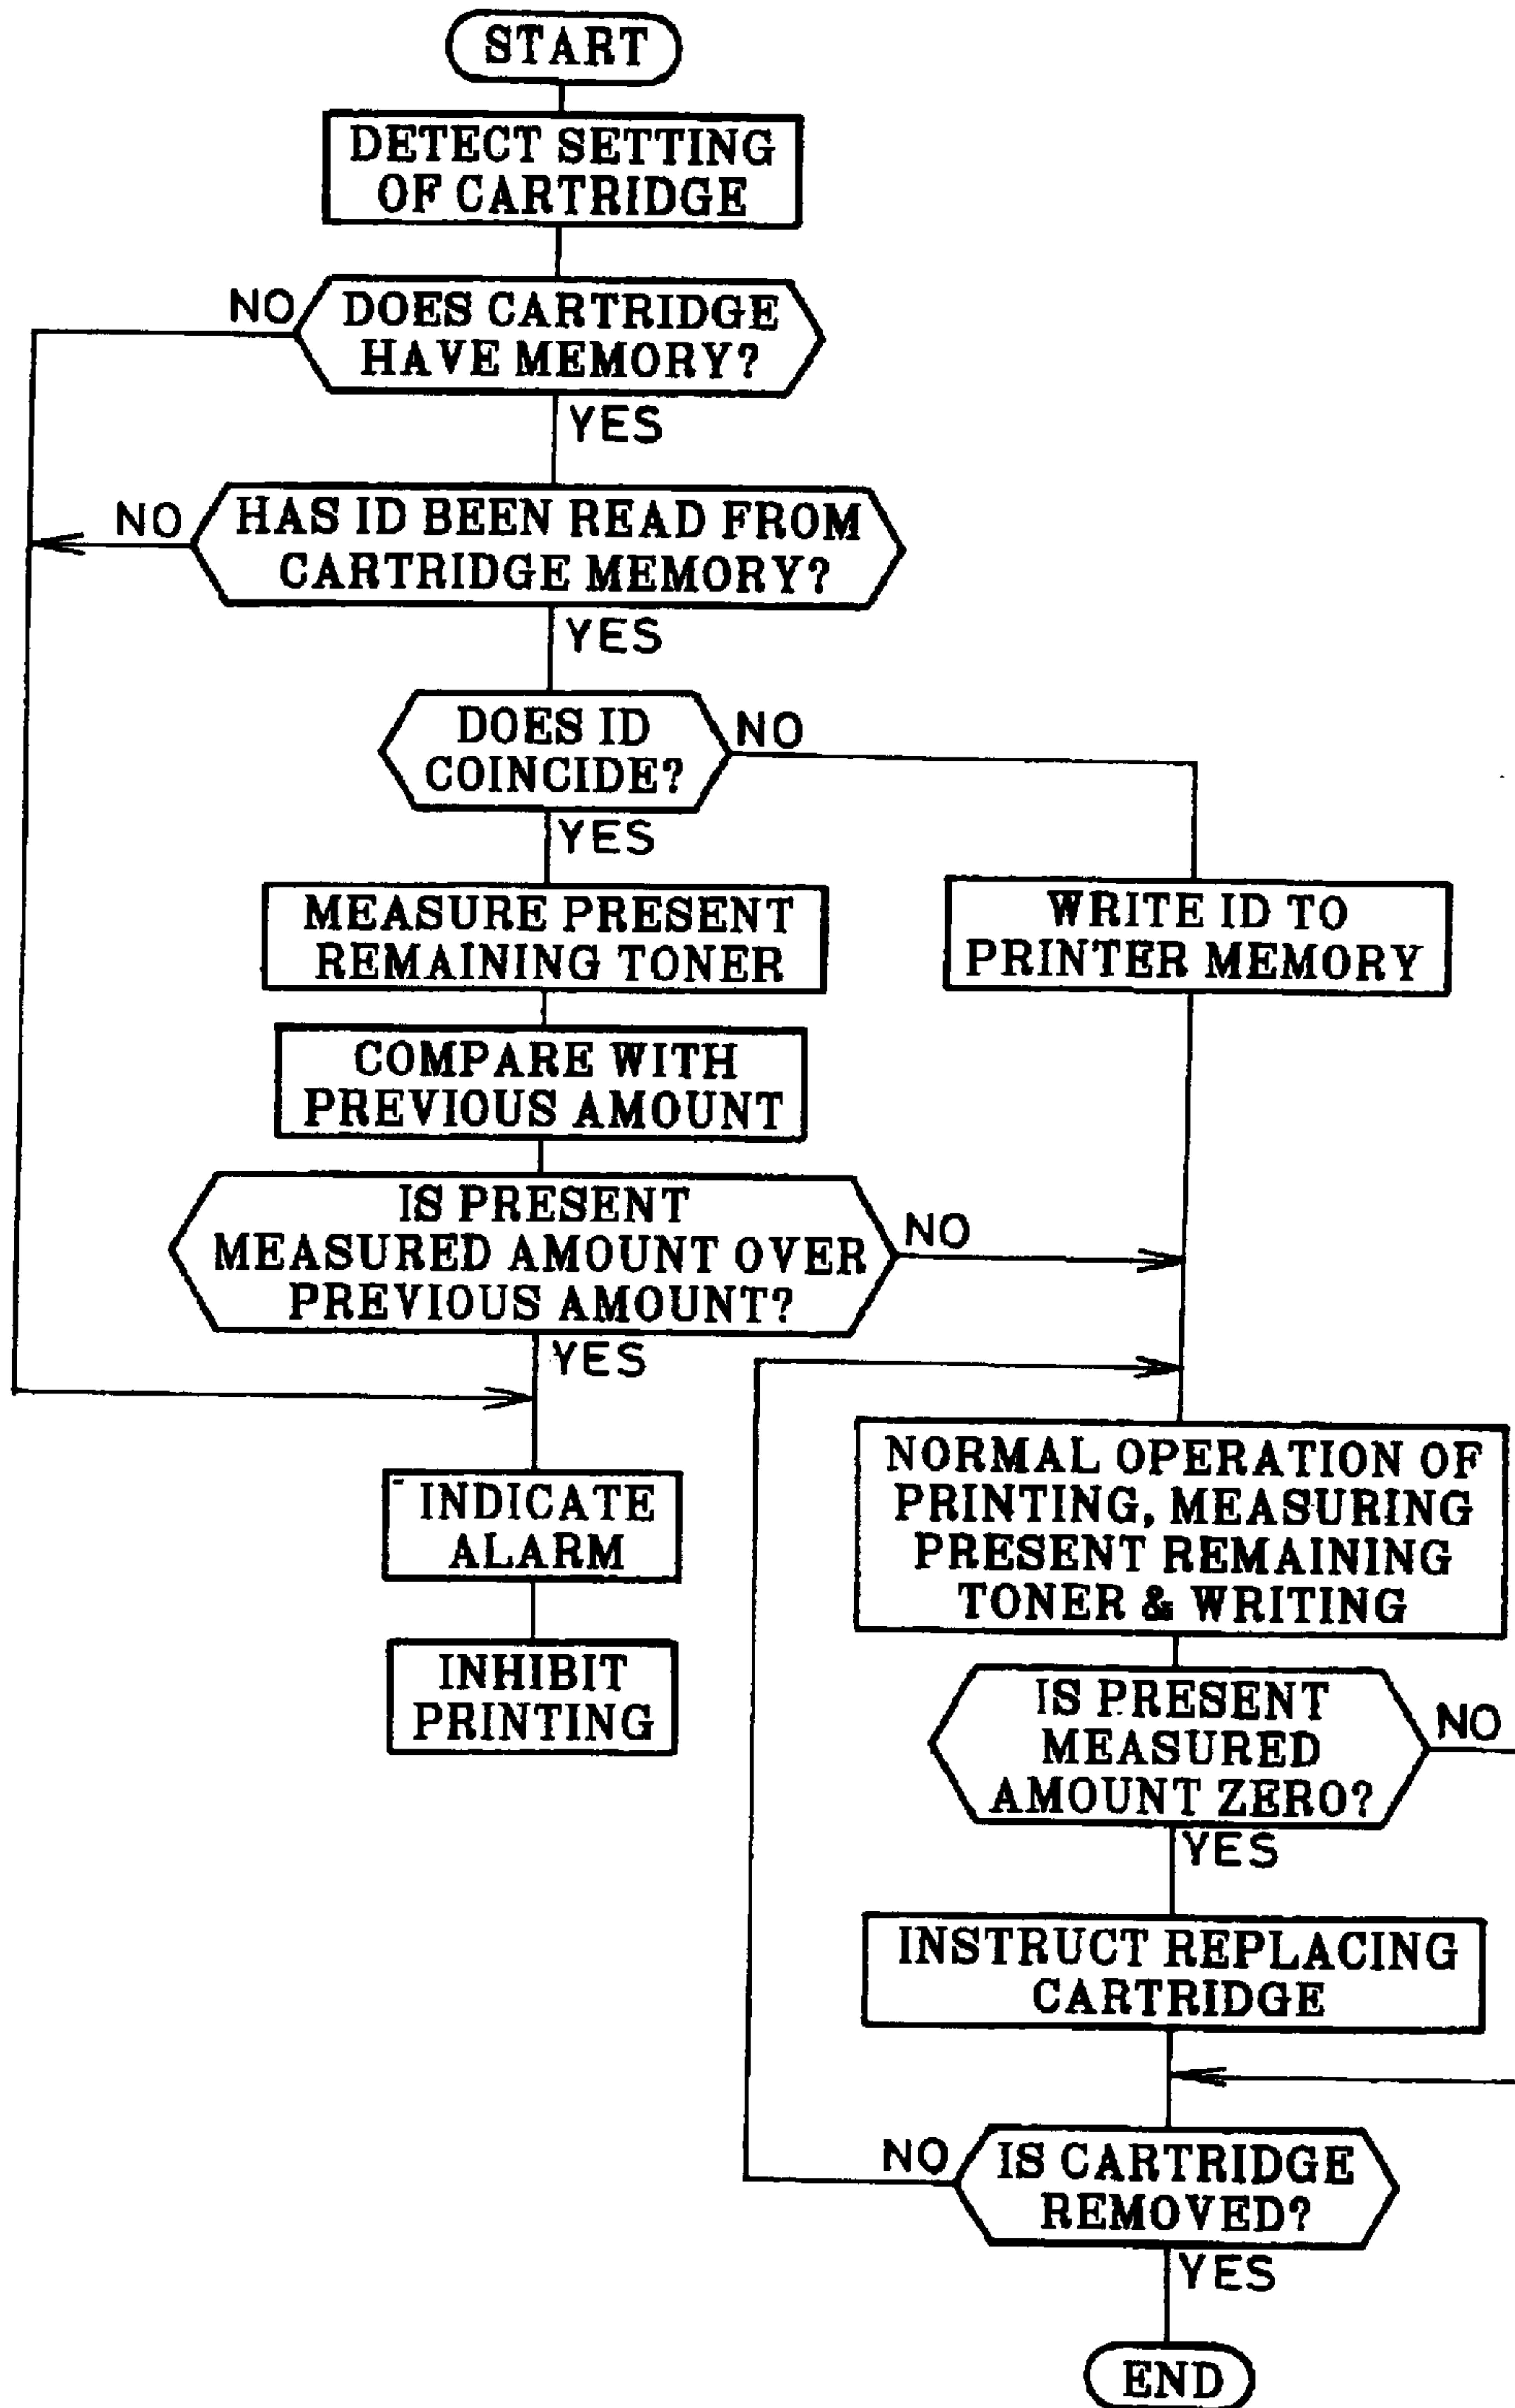 START
DETECT SETTING
OF CARTRIDGE
NO
DOES CARTRIDGE
HAVE MEMORY?
YES
NO
HAS ID BEEN READ FROM
CARTRIDGE MEMORY?
YES
DOES ID
COINCIDE?
NO
YES
MEASURE PRESENT
REMAINING TONER
WRITE ID TO
PRINTER MEMORY
COMPARE WITH
PREVIOUS AMOUNT
IS PRESENT
MEASURED AMOUNT OVER
PREVIOUS AMOUNT?
NO
YES
INDICATE
ALARM
INHIBIT
PRINTING
NORMAL OPERATION OF
PRINTING, MEASURING
PRESENT REMAINING
TONER & WRITING
IS PRESENT
MEASURED
AMOUNT ZERO?
NO
YES
INSTRUCT REPLACING
CARTRIDGE
NO
IS CARTRIDGE
REMOVED?
YES
END